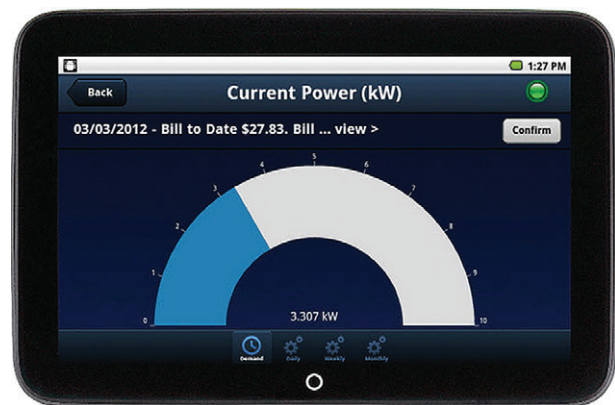 1:27 PM
Back
Current Power (kW)
03/03/2012 - Bill to Date $27.83. Bill ... view >
Confirm
0
1
2
3
4
5
6
7
8
9
10
3.307 kW
Demand
Daily
Weekly
Monthly